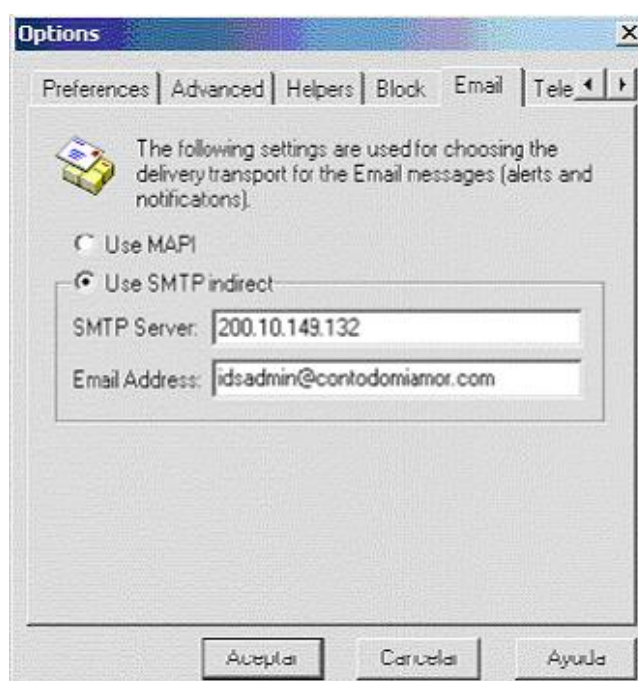 Options
Preferences Advanced Helpers Block Email Tele
The following settings are used for choosing the
delivery transport for the Email messages (alerts and
notifications).
Use MAPI
Use SMTP indirect
SMTP Server: 200.10.149.132
Email Address: idsadmin@contodomiamor.com
Aceptar Cancelar Ayuda